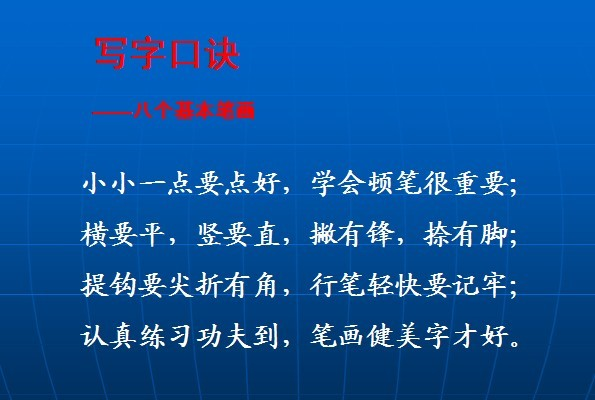 写字口诀
——八个基本笔画
小小一点要点好，学会顿笔很重要；
横要平，竖要直，撇有锋，捺有脚；
提钩要尖折有角，行笔轻快要记牢；
认真练习功夫到，笔画健美字才好。